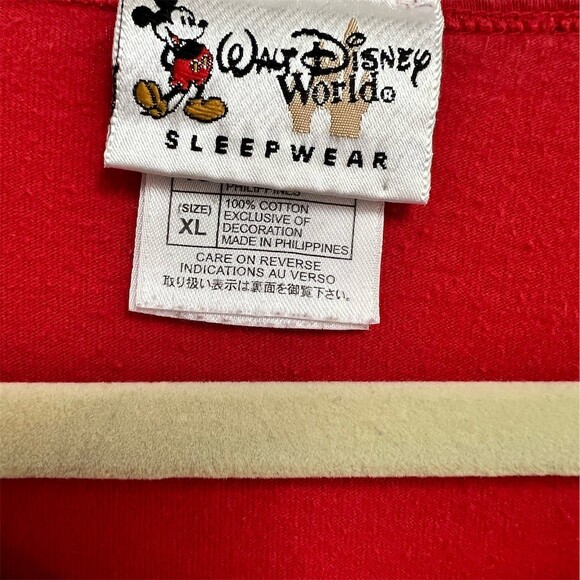 Walt Disney
World®
SLEEPWEAR
PHILIPPINES
(SIZE)
XL
100% COTTON
EXCLUSIVE OF
DECORATION
MADE IN PHILIPPINES
CARE ON REVERSE
INDICATIONS AU VERSO
取り扱い表示は裏面を御覧下さい。